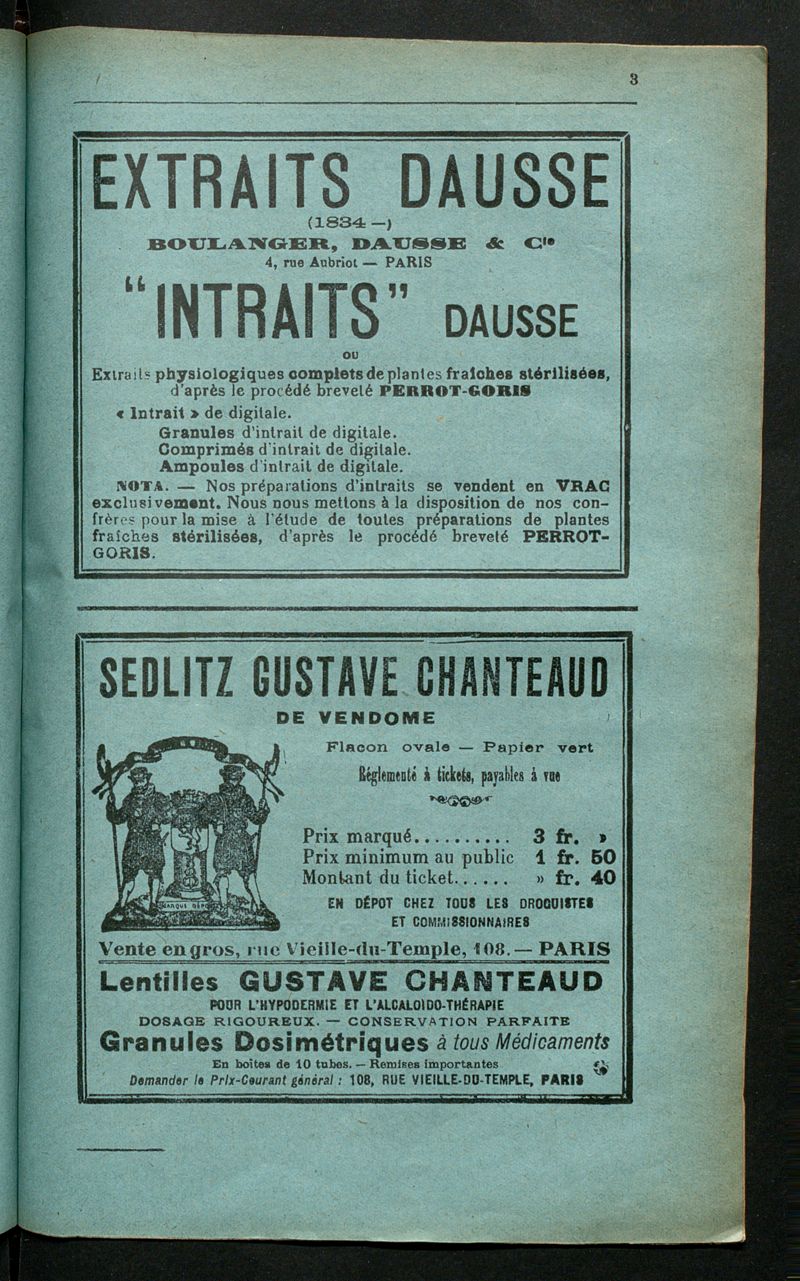 3
EXTRAITS DAUSSE
(1834 —)
BOULANGER, DAUSSE & Cie
4, rue Aubriot — PARIS
“INTRAITS” DAUSSE
OU
Extraits physiologiques complets de plantes fraîches stérilisées,
d'après le procédé breveté PERROT-GORIS
« Intrait » de digitale.
Granules d'intrait de digitale.
Comprimés d'intrait de digitale.
Ampoules d'intrait de digitale.
NOTA. — Nos préparations d'intraits se vendent en VRAC
exclusivement. Nous nous mettons à la disposition de nos con-
frères pour la mise à l'étude de toutes préparations de plantes
fraîches stérilisées, d'après le procédé breveté PERROT-
GORIS.
SEDLITZ GUSTAVE CHANTEAUD
DE VENDOME
Flacon ovale — Papier vert
Réglementé à tickets, payables à vue
Prix marqué.......... 3 fr. »
Prix minimum au public 1 fr. 50
Montant du ticket...... » fr. 40
EN DÉPOT CHEZ TOUS LES DROGUISTES
ET COMMISSIONNAIRES
Vente en gros, rue Vieille-du-Temple, 108. — PARIS
Lentilles GUSTAVE CHANTEAUD
POUR L'HYPODERMIE ET L'ALCALOIDO-THÉRAPIE
DOSAGE RIGOUREUX. — CONSERVATION PARFAITE
Granules Dosimétriques à tous Médicaments
En boîtes de 10 tubes. — Remises importantes
Demander le Prix-Courant général : 108, RUE VIEILLE-DU-TEMPLE, PARIS